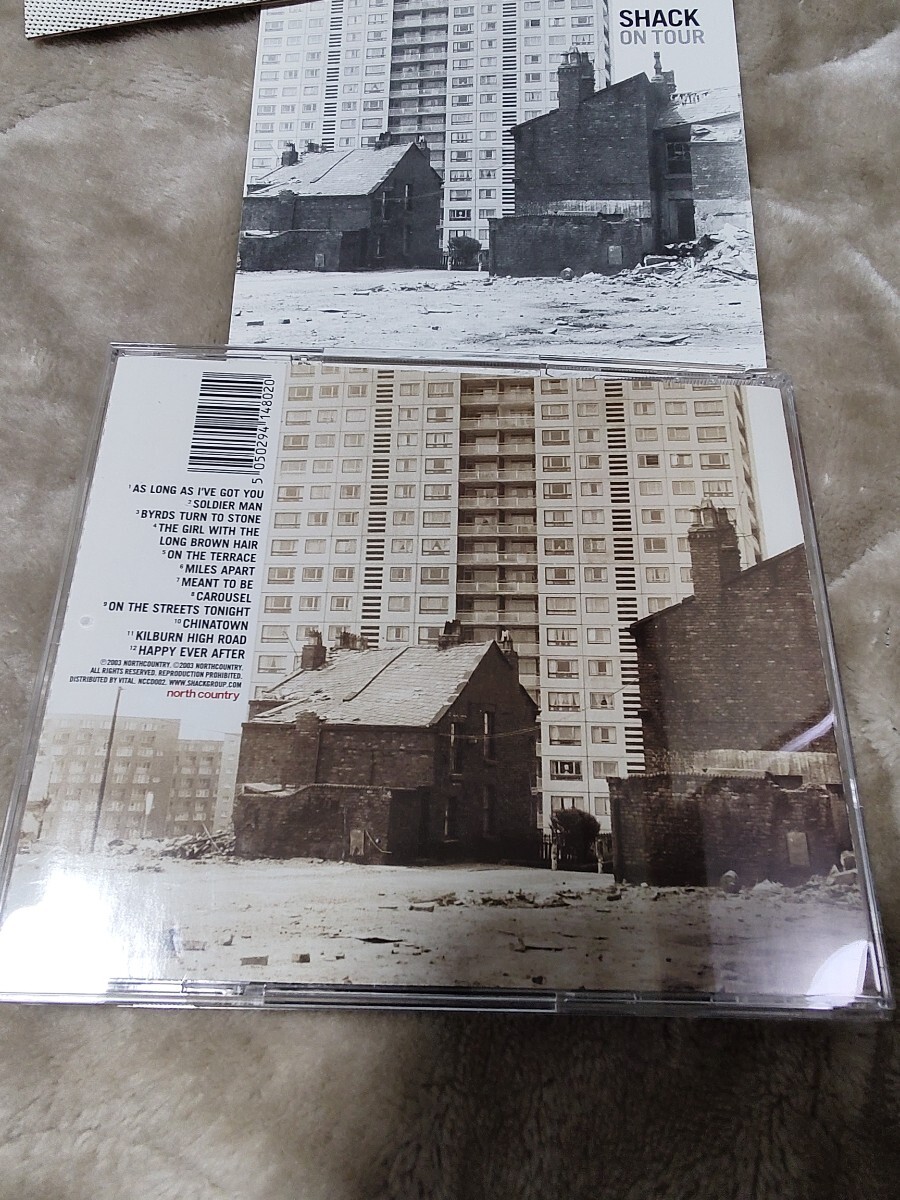 SHACK
ON TOUR
5 050294 148020
1 AS LONG AS I'VE GOT YOU
2 SOLDIER MAN
3 BYRDS TURN TO STONE
4 THE GIRL WITH THE
LONG BROWN HAIR
5 ON THE TERRACE
6 MILES APART
7 MEANT TO BE
8 CAROUSEL
9 ON THE STREETS TONIGHT
10 CHINATOWN
11 KILBURN HIGH ROAD
12 HAPPY EVER AFTER
℗2003 NORTHCOUNTRY. ©2003 NORTHCOUNTRY.
ALL RIGHTS RESERVED. REPRODUCTION PROHIBITED.
DISTRIBUTED BY VITAL. NCCD002. WWW.SHACKGROUP.COM
north country